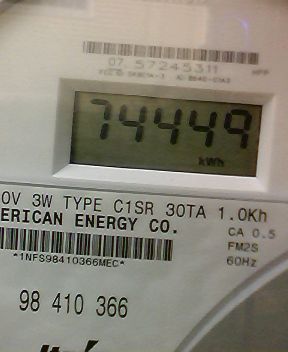 07 57245311
74449
kWh
0V 3W TYPE C1SR 30TA 1.0Kh
ERICAN ENERGY CO.
CA 0.5
FM2S
*1NFS98410366MEC*
60Hz
98 410 366